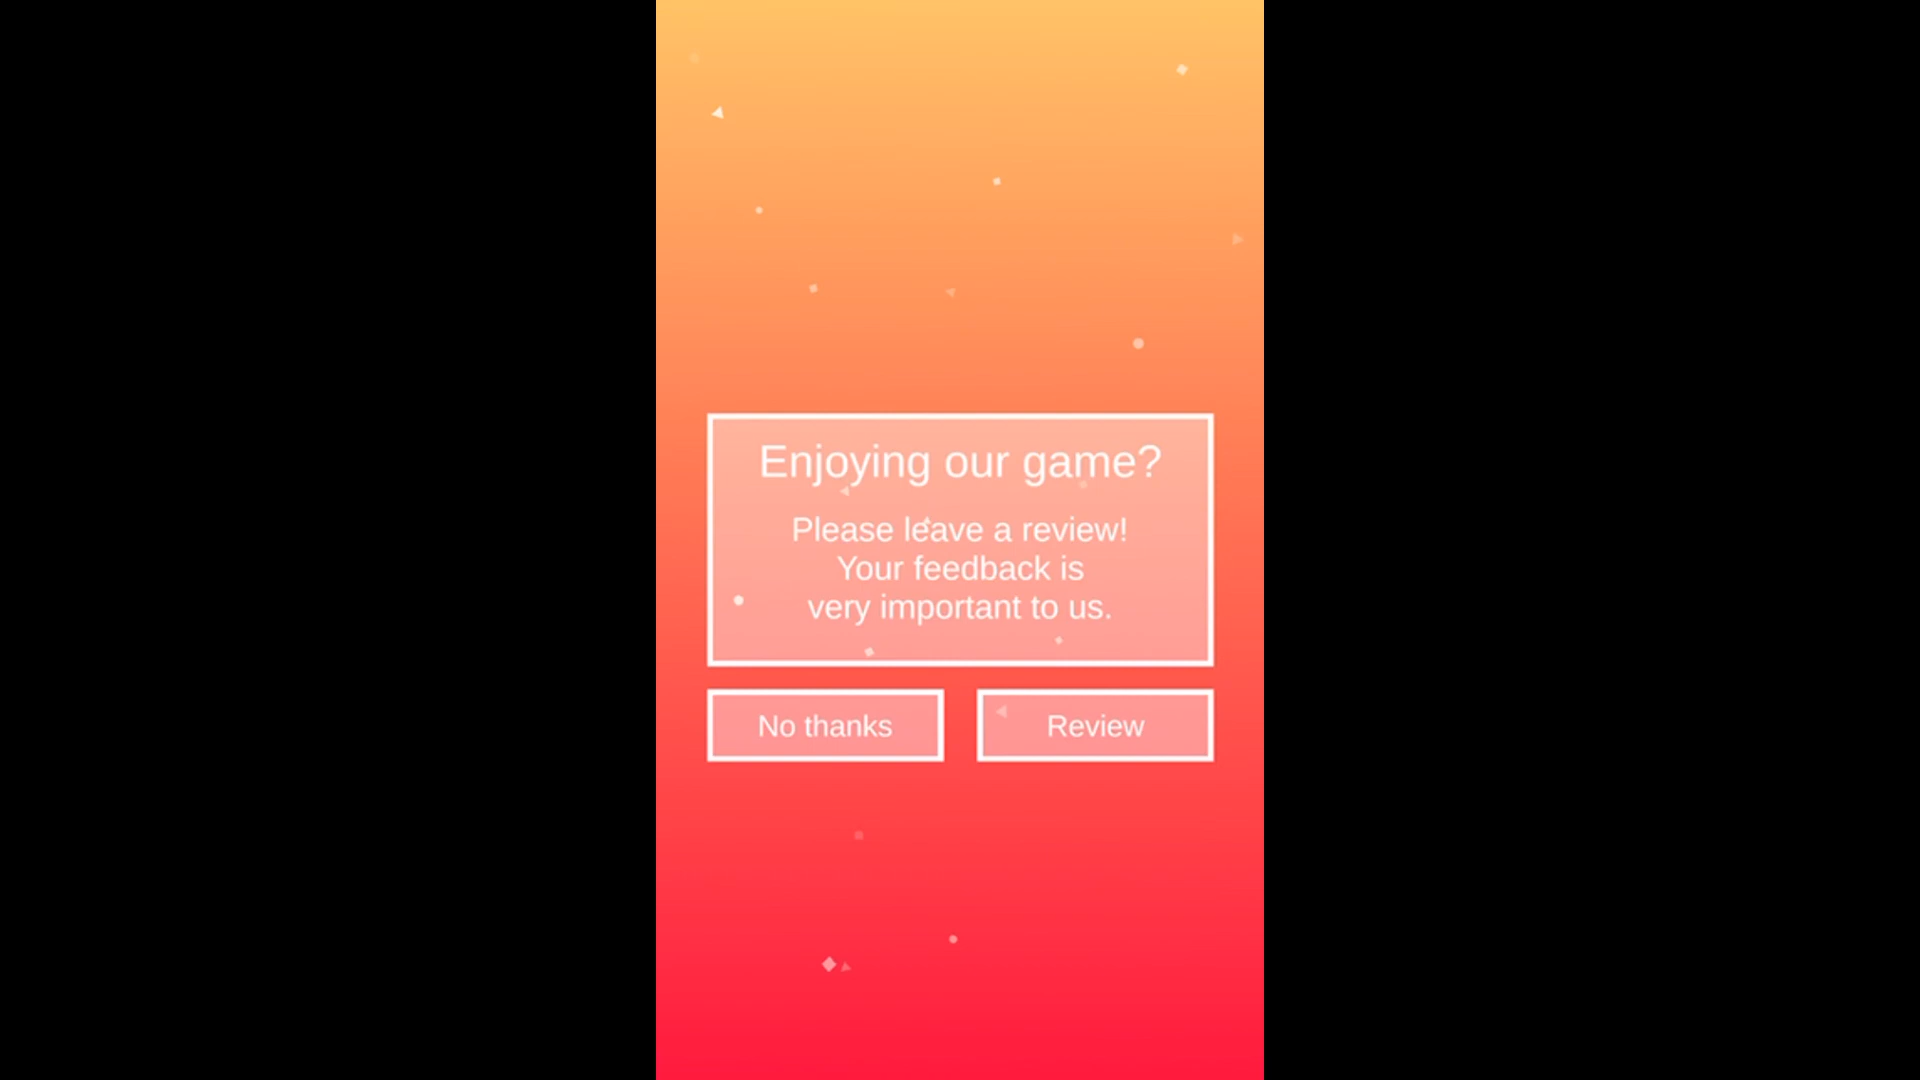 Enjoying our game?
Please leave a review!
Your feedback is
very important to us.
No thanks
Review